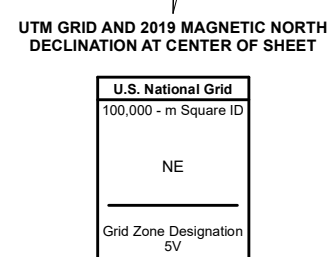 UTM GRID AND 2019 MAGNETIC NORTH
DECLINATION AT CENTER OF SHEET
U.S. National Grid
100,000 - m Square ID
NE
Grid Zone Designation
5V